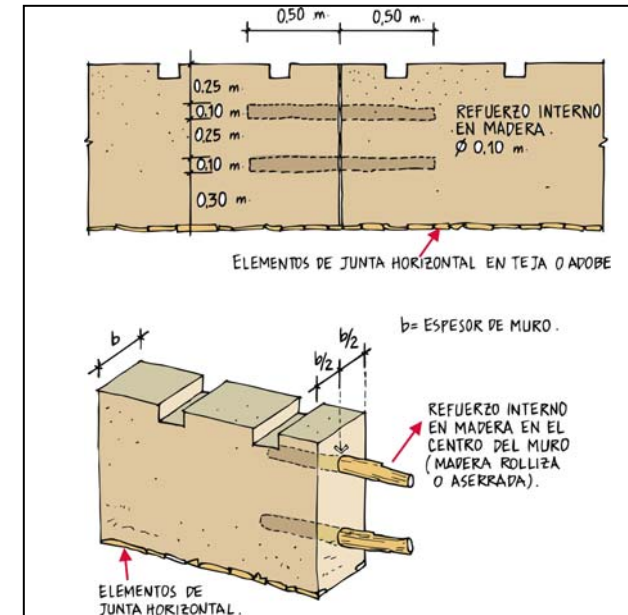 0,50 m. 0,50 m.
0,25 m.
0,10 m.
0,25 m.
0,10 m.
0,30 m.
REFUERZO INTERNO
EN MADERA.
Ø 0,10 m.
ELEMENTOS DE JUNTA HORIZONTAL EN TEJA O ADOBE
b
b/2
b/2
b= ESPESOR DE MURO.
REFUERZO INTERNO
EN MADERA EN EL
CENTRO DEL MURO
(MADERA ROLLIZA
O ASERRADA).
ELEMENTOS DE
JUNTA HORIZONTAL.